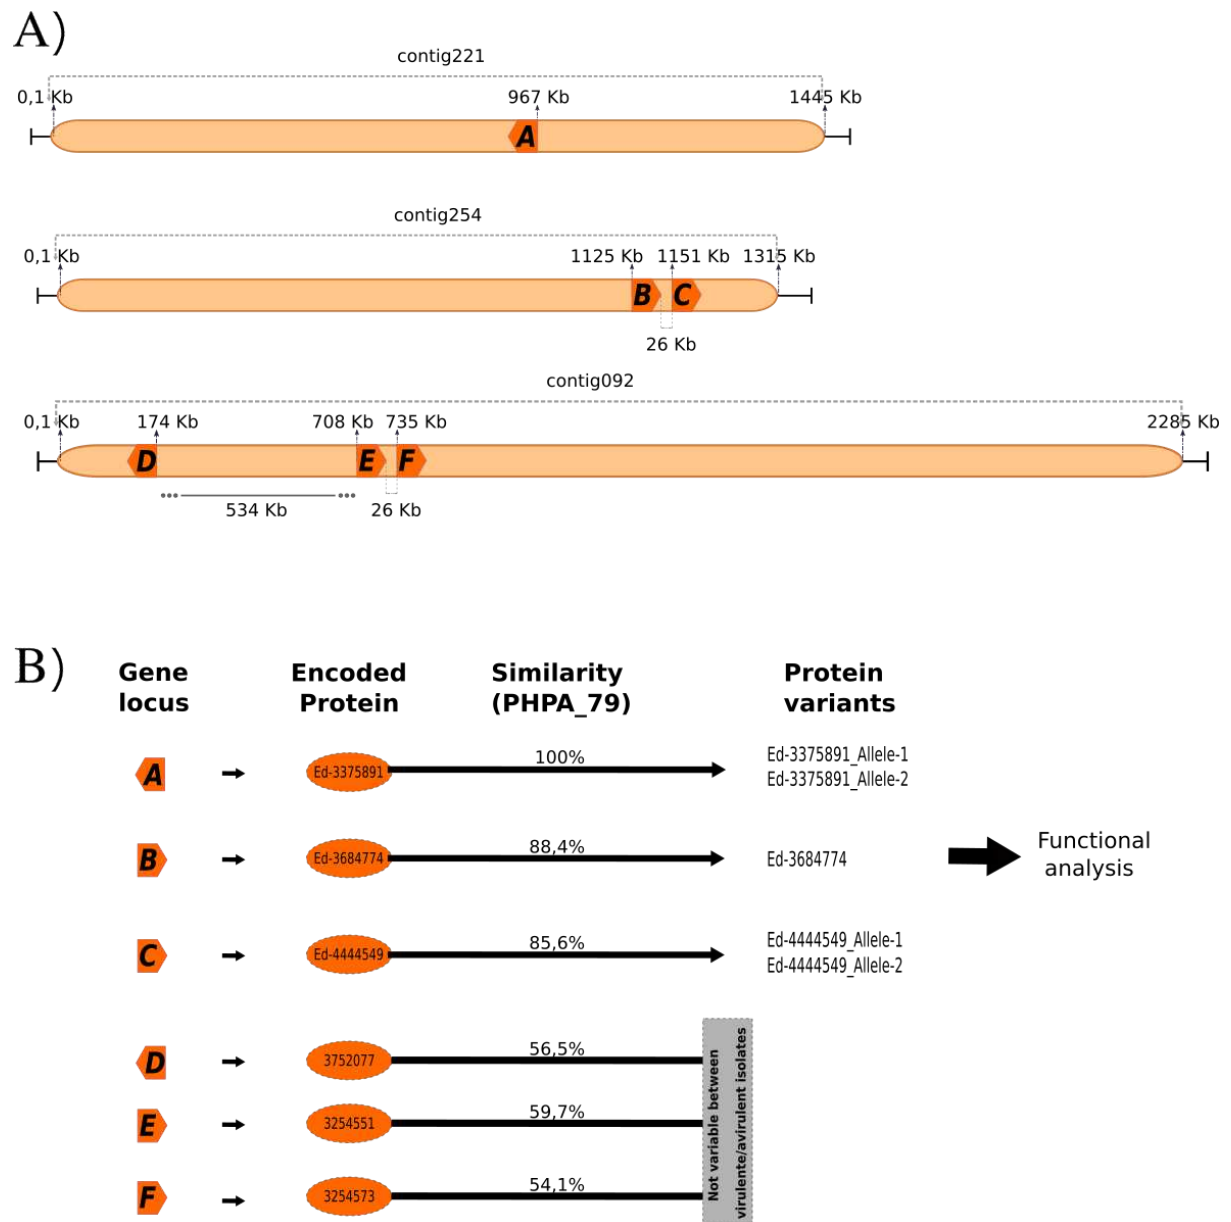 A)
contig221
0,1 Kb 967 Kb 1445 Kb
A
contig254
0,1 Kb 1125 Kb 1151 Kb 1315 Kb
B C
26 Kb
contig092
0,1 Kb 174 Kb 708 Kb 735 Kb 2285 Kb
D E F
534 Kb 26 Kb
B)
Gene locus
Encoded Protein
Similarity (PHPA_79)
Protein variants
A Ed-3375891 100% Ed-3375891_Allele-1
Ed-3375891_Allele-2
B Ed-3684774 88,4% Ed-3684774
Functional analysis
C Ed-4444549 85,6% Ed-4444549_Allele-1
Ed-4444549_Allele-2
D 3752077 56,5%
E 3254551 59,7%
F 3254573 54,1%
Not variable between
virulente/avirulent isolates